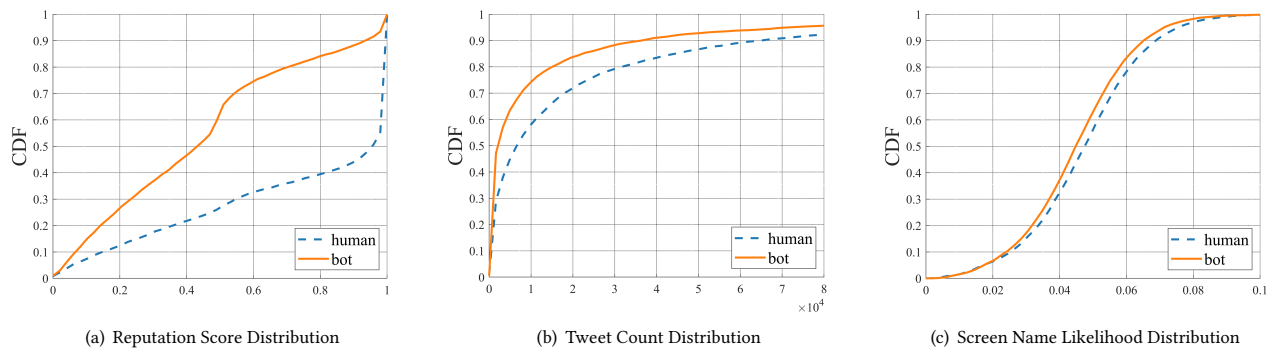 CDF
1
0.9
0.8
0.7
0.6
0.5
0.4
0.3
0.2
0.1
0
0 0.2 0.4 0.6 0.8 1
human
bot
(a) Reputation Score Distribution
CDF
1
0.9
0.8
0.7
0.6
0.5
0.4
0.3
0.2
0.1
0
0 1 2 3 4 5 6 7 8
×10⁴
human
bot
(b) Tweet Count Distribution
CDF
1
0.9
0.8
0.7
0.6
0.5
0.4
0.3
0.2
0.1
0
0 0.02 0.04 0.06 0.08 0.1
human
bot
(c) Screen Name Likelihood Distribution